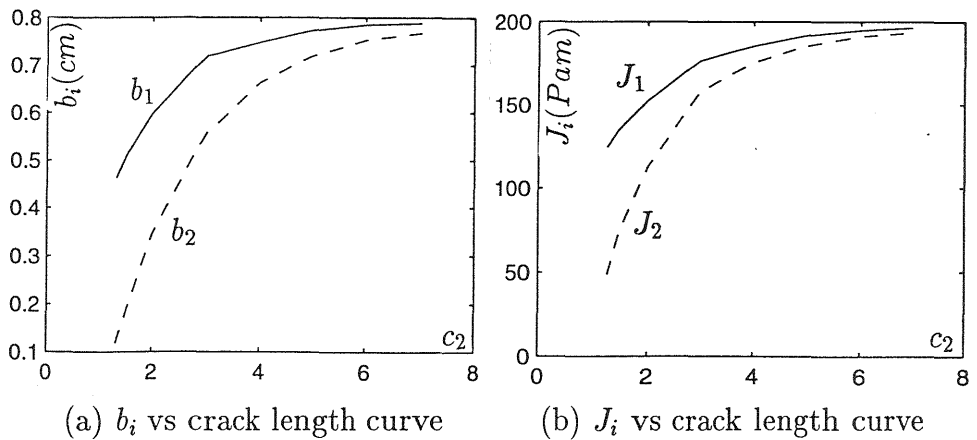 0.8
0.7
0.6
0.5
0.4
0.3
0.2
0.1
0 2 4 6 8
b_i(cm)
b_1
b_2
c_2
(a) b_i vs crack length curve
200
150
100
50
0
0 2 4 6 8
J_i(Pam)
J_1
J_2
c_2
(b) J_i vs crack length curve